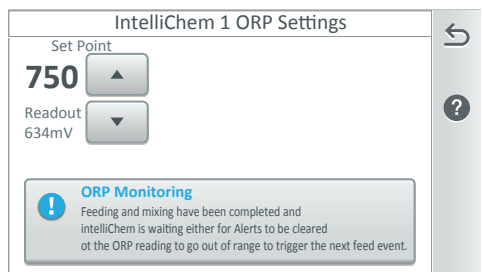 IntelliChem 1 ORP Settings
Set Point
750
Readout
634mV
ORP Monitoring
Feeding and mixing have been completed and
intelliChem is waiting either for Alerts to be cleared
ot the ORP reading to go out of range to trigger the next feed event.